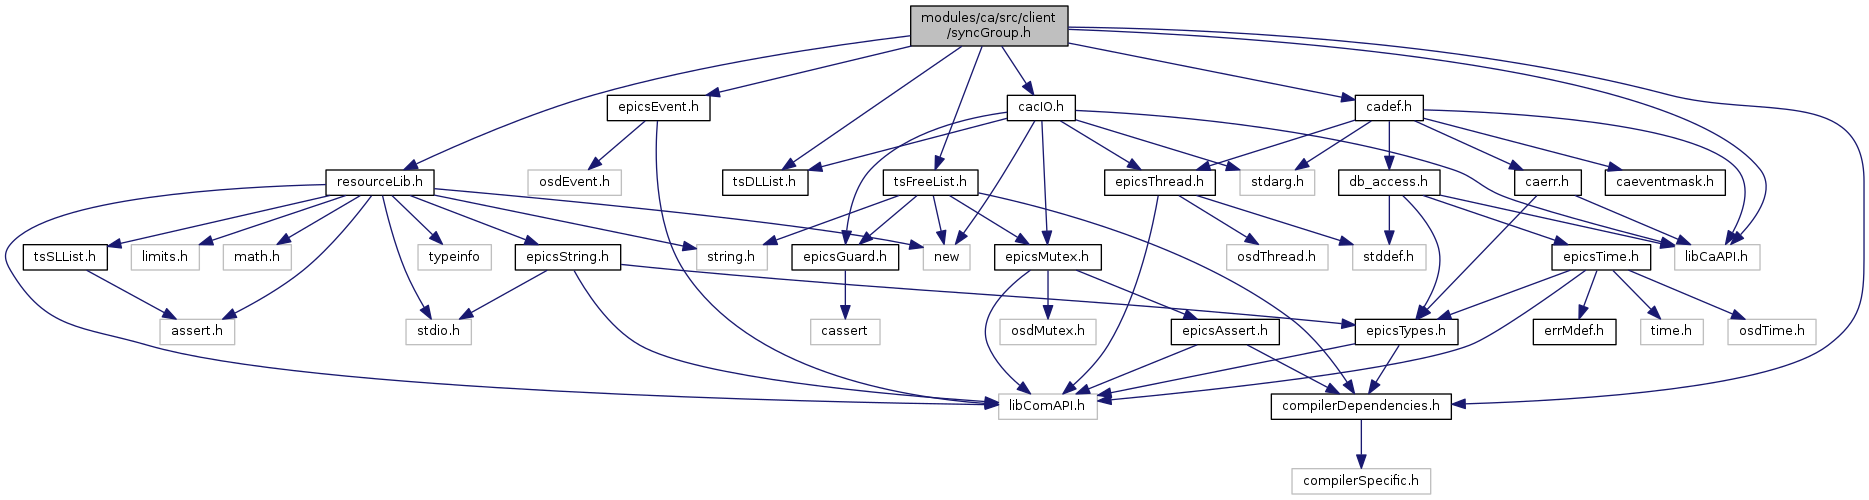 modules/ca/src/client
/syncGroup.h
epicsEvent.h
cacIO.h
cadef.h
osdEvent.h
tsDLList.h
resourceLib.h
tsFreeList.h
epicsThread.h
stdarg.h
db_access.h
caerr.h
caeventmask.h
tsSLList.h
limits.h
math.h
typeinfo
epicsString.h
string.h
epicsGuard.h
new
epicsMutex.h
osdThread.h
stddef.h
epicsTime.h
libCaAPI.h
assert.h
stdio.h
cassert
osdMutex.h
epicsAssert.h
epicsTypes.h
errMdef.h
time.h
osdTime.h
libComAPI.h
compilerDependencies.h
compilerSpecific.h